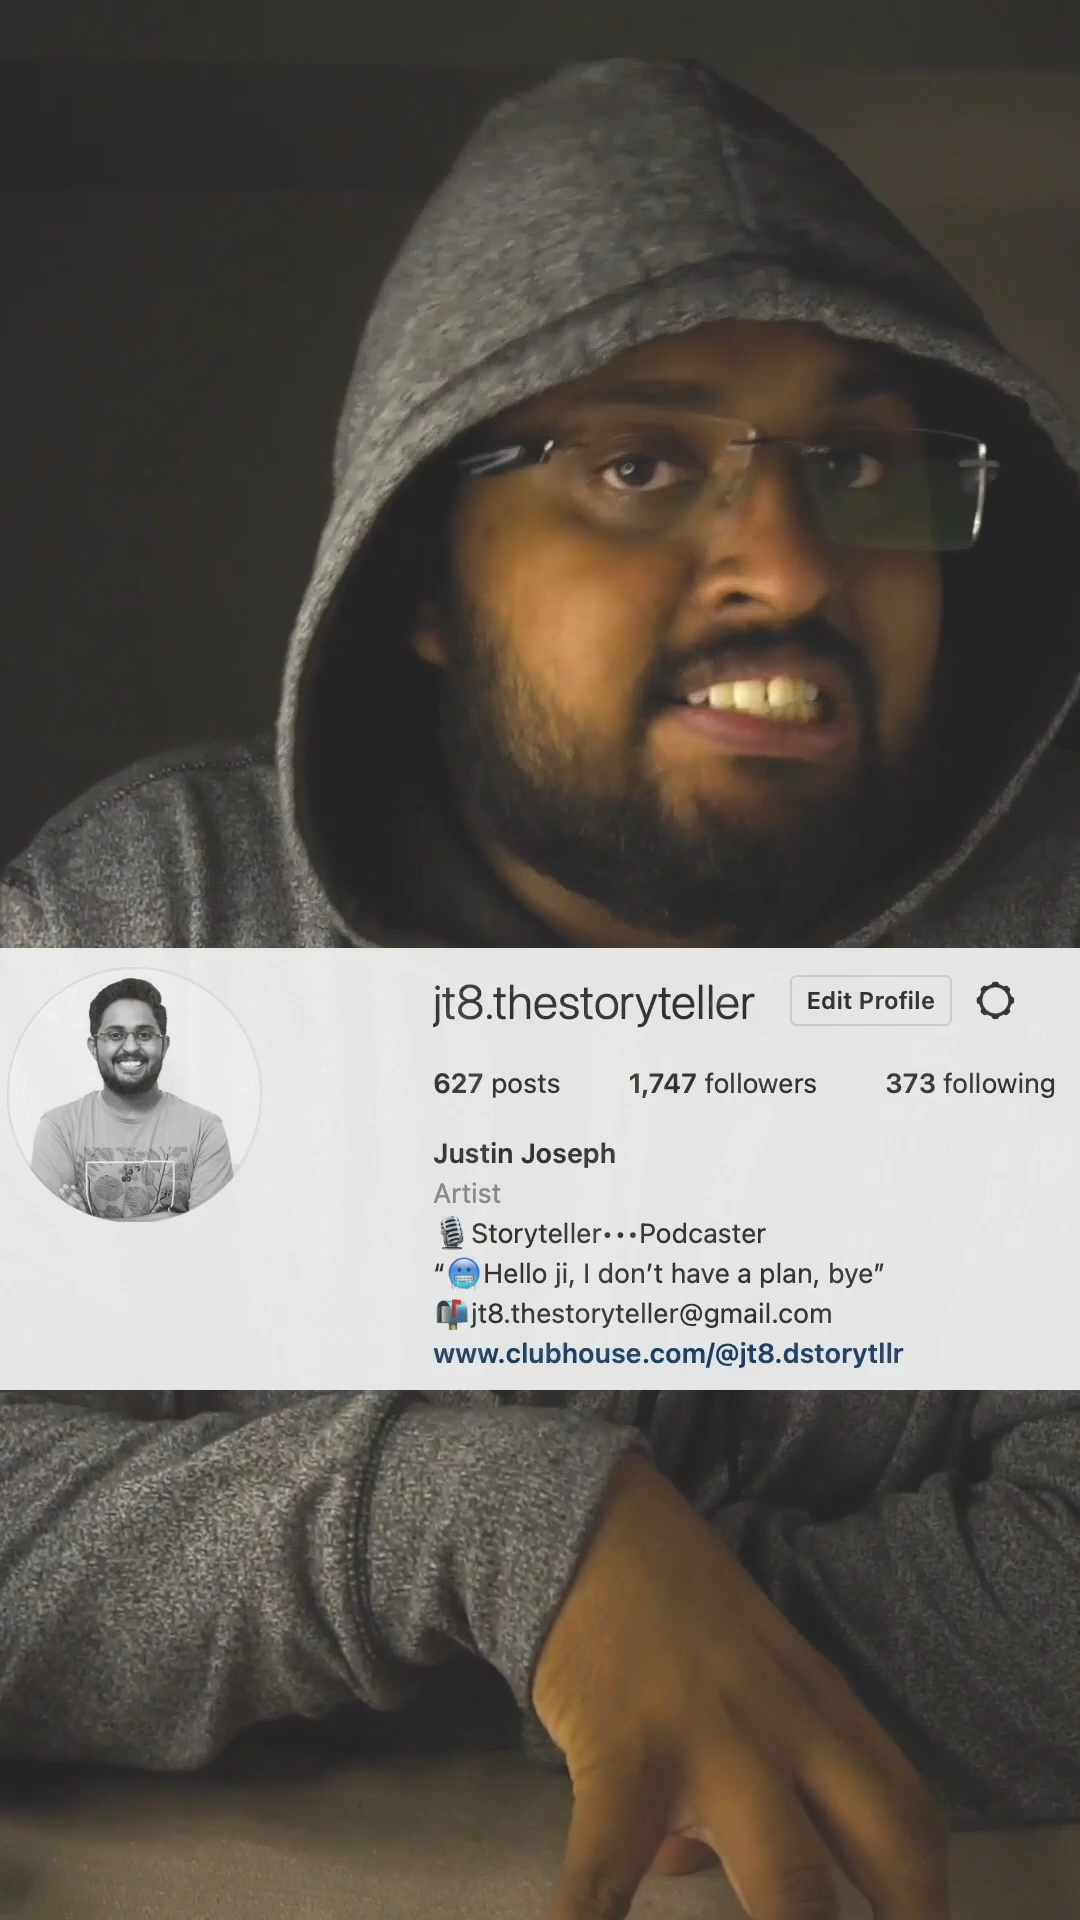 jt8.thestoryteller Edit Profile
627 posts 1,747 followers 373 following
Justin Joseph
Artist
🎙️Storyteller•••Podcaster
“🥶Hello ji, I don’t have a plan, bye”
📬jt8.thestoryteller@gmail.com
www.clubhouse.com/@jt8.dstorytllr